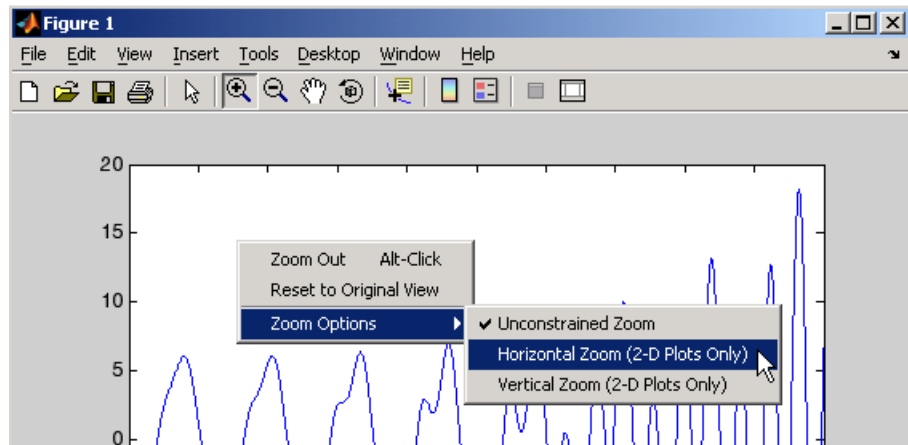 Figure 1
File Edit View Insert Tools Desktop Window Help
20
15
10
5
0
Zoom Out Alt-Click
Reset to Original View
Zoom Options
Unconstrained Zoom
Horizontal Zoom (2-D Plots Only)
Vertical Zoom (2-D Plots Only)